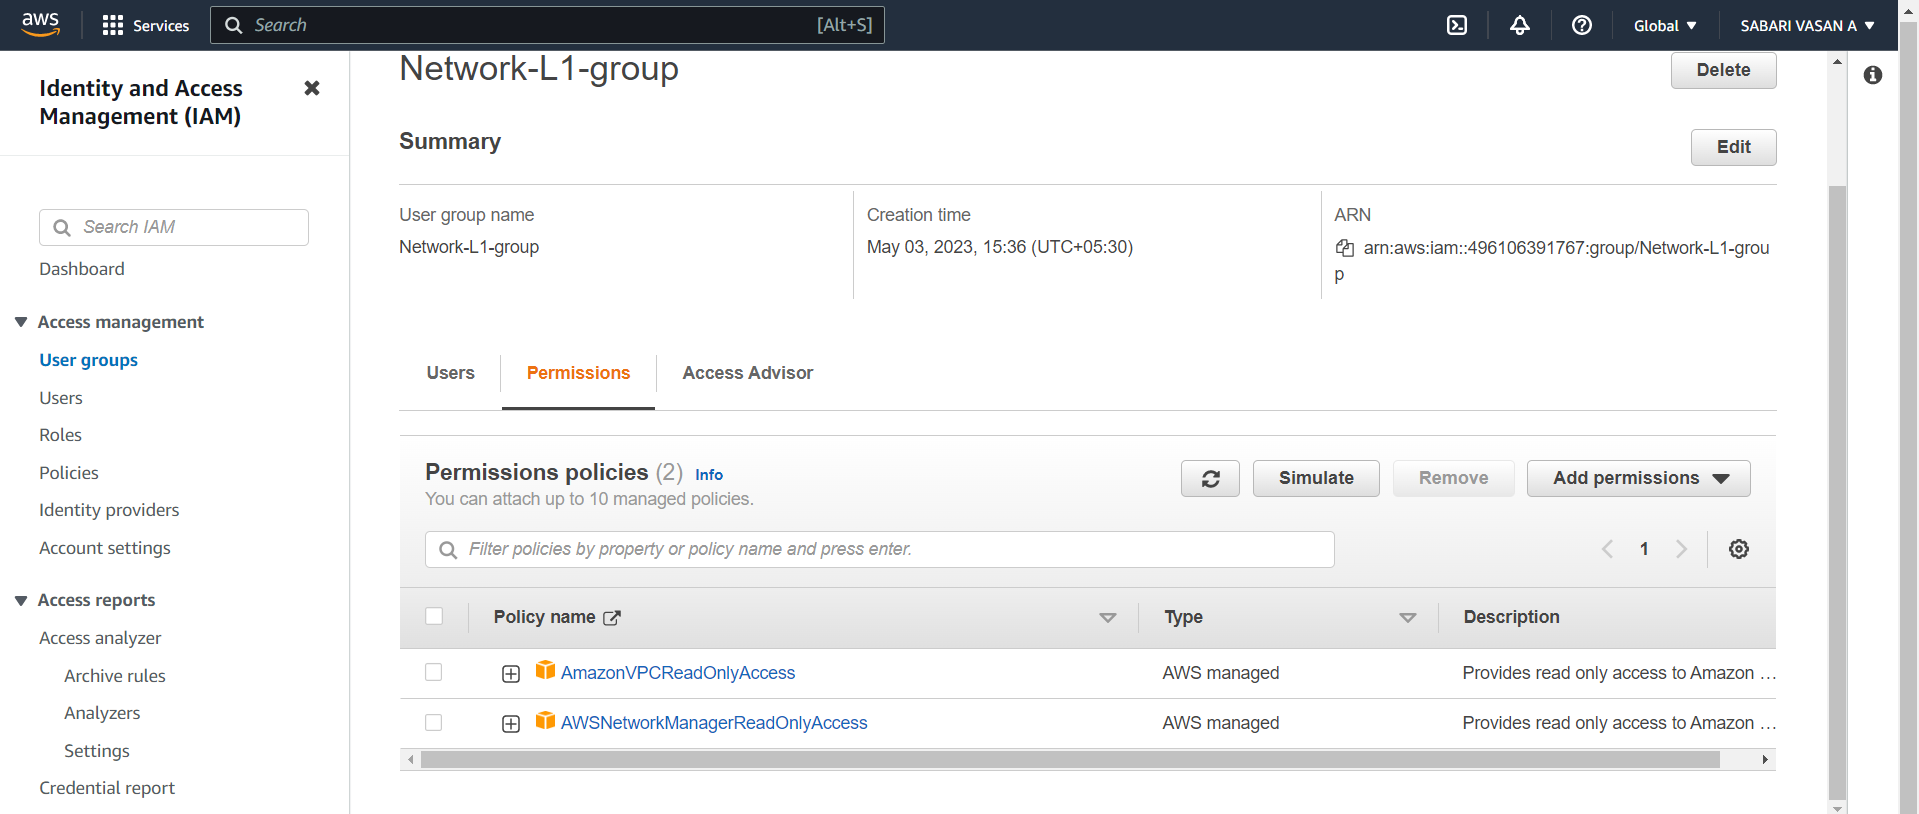 aws
Services
Search
[Alt+S]
Global
SABARI VASAN A
Identity and Access
Management (IAM)
Search IAM
Dashboard
Access management
User groups
Users
Roles
Policies
Identity providers
Account settings
Access reports
Access analyzer
Archive rules
Analyzers
Settings
Credential report
Network-L1-group
Delete
Summary
Edit
User group name
Network-L1-group
Creation time
May 03, 2023, 15:36 (UTC+05:30)
ARN
arn:aws:iam::496106391767:group/Network-L1-grou
p
Users
Permissions
Access Advisor
Permissions policies (2) Info
You can attach up to 10 managed policies.
Simulate
Remove
Add permissions
Filter policies by property or policy name and press enter.
1
Policy name
Type
Description
AmazonVPCReadOnlyAccess
AWS managed
Provides read only access to Amazon …
AWSNetworkManagerReadOnlyAccess
AWS managed
Provides read only access to Amazon …